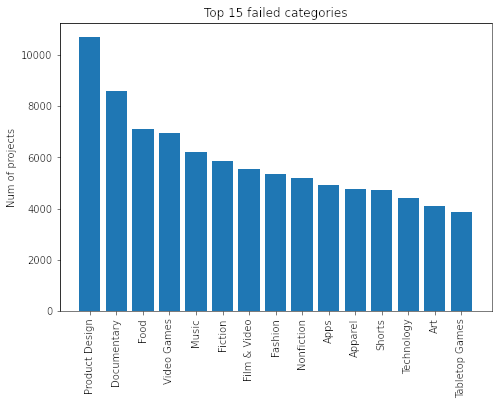 Top 15 failed categories
Num of projects
10000
8000
6000
4000
2000
0
Product Design
Documentary
Food
Video Games
Music
Fiction
Film & Video
Fashion
Nonfiction
Apps
Apparel
Shorts
Technology
Art
Tabletop Games